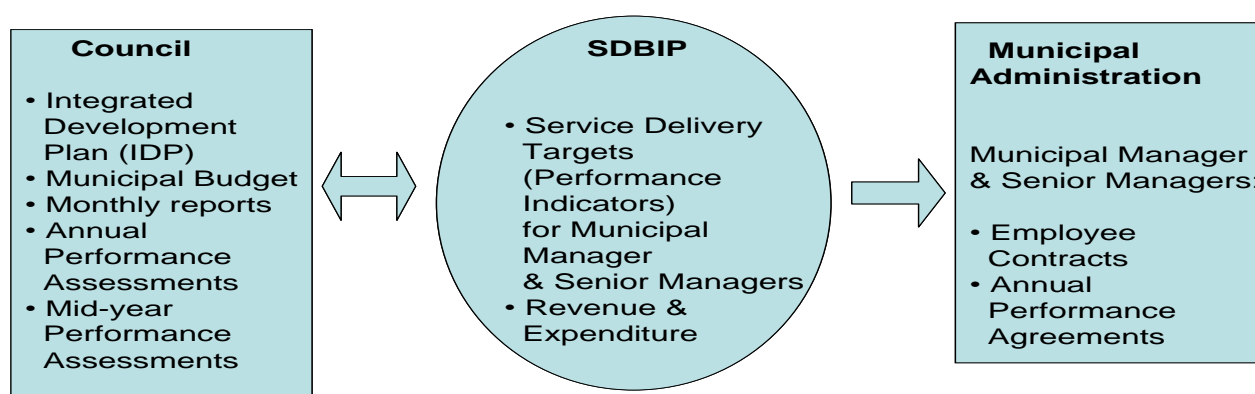 Council
• Integrated
Development
Plan (IDP)
• Municipal Budget
• Monthly reports
• Annual
Performance
Assessments
• Mid-year
Performance
Assessments
SDBIP
• Service Delivery
Targets
(Performance
Indicators)
for Municipal
Manager
& Senior Managers
• Revenue &
Expenditure
Municipal
Administration
Municipal Manager
& Senior Managers:
• Employee
Contracts
• Annual
Performance
Agreements